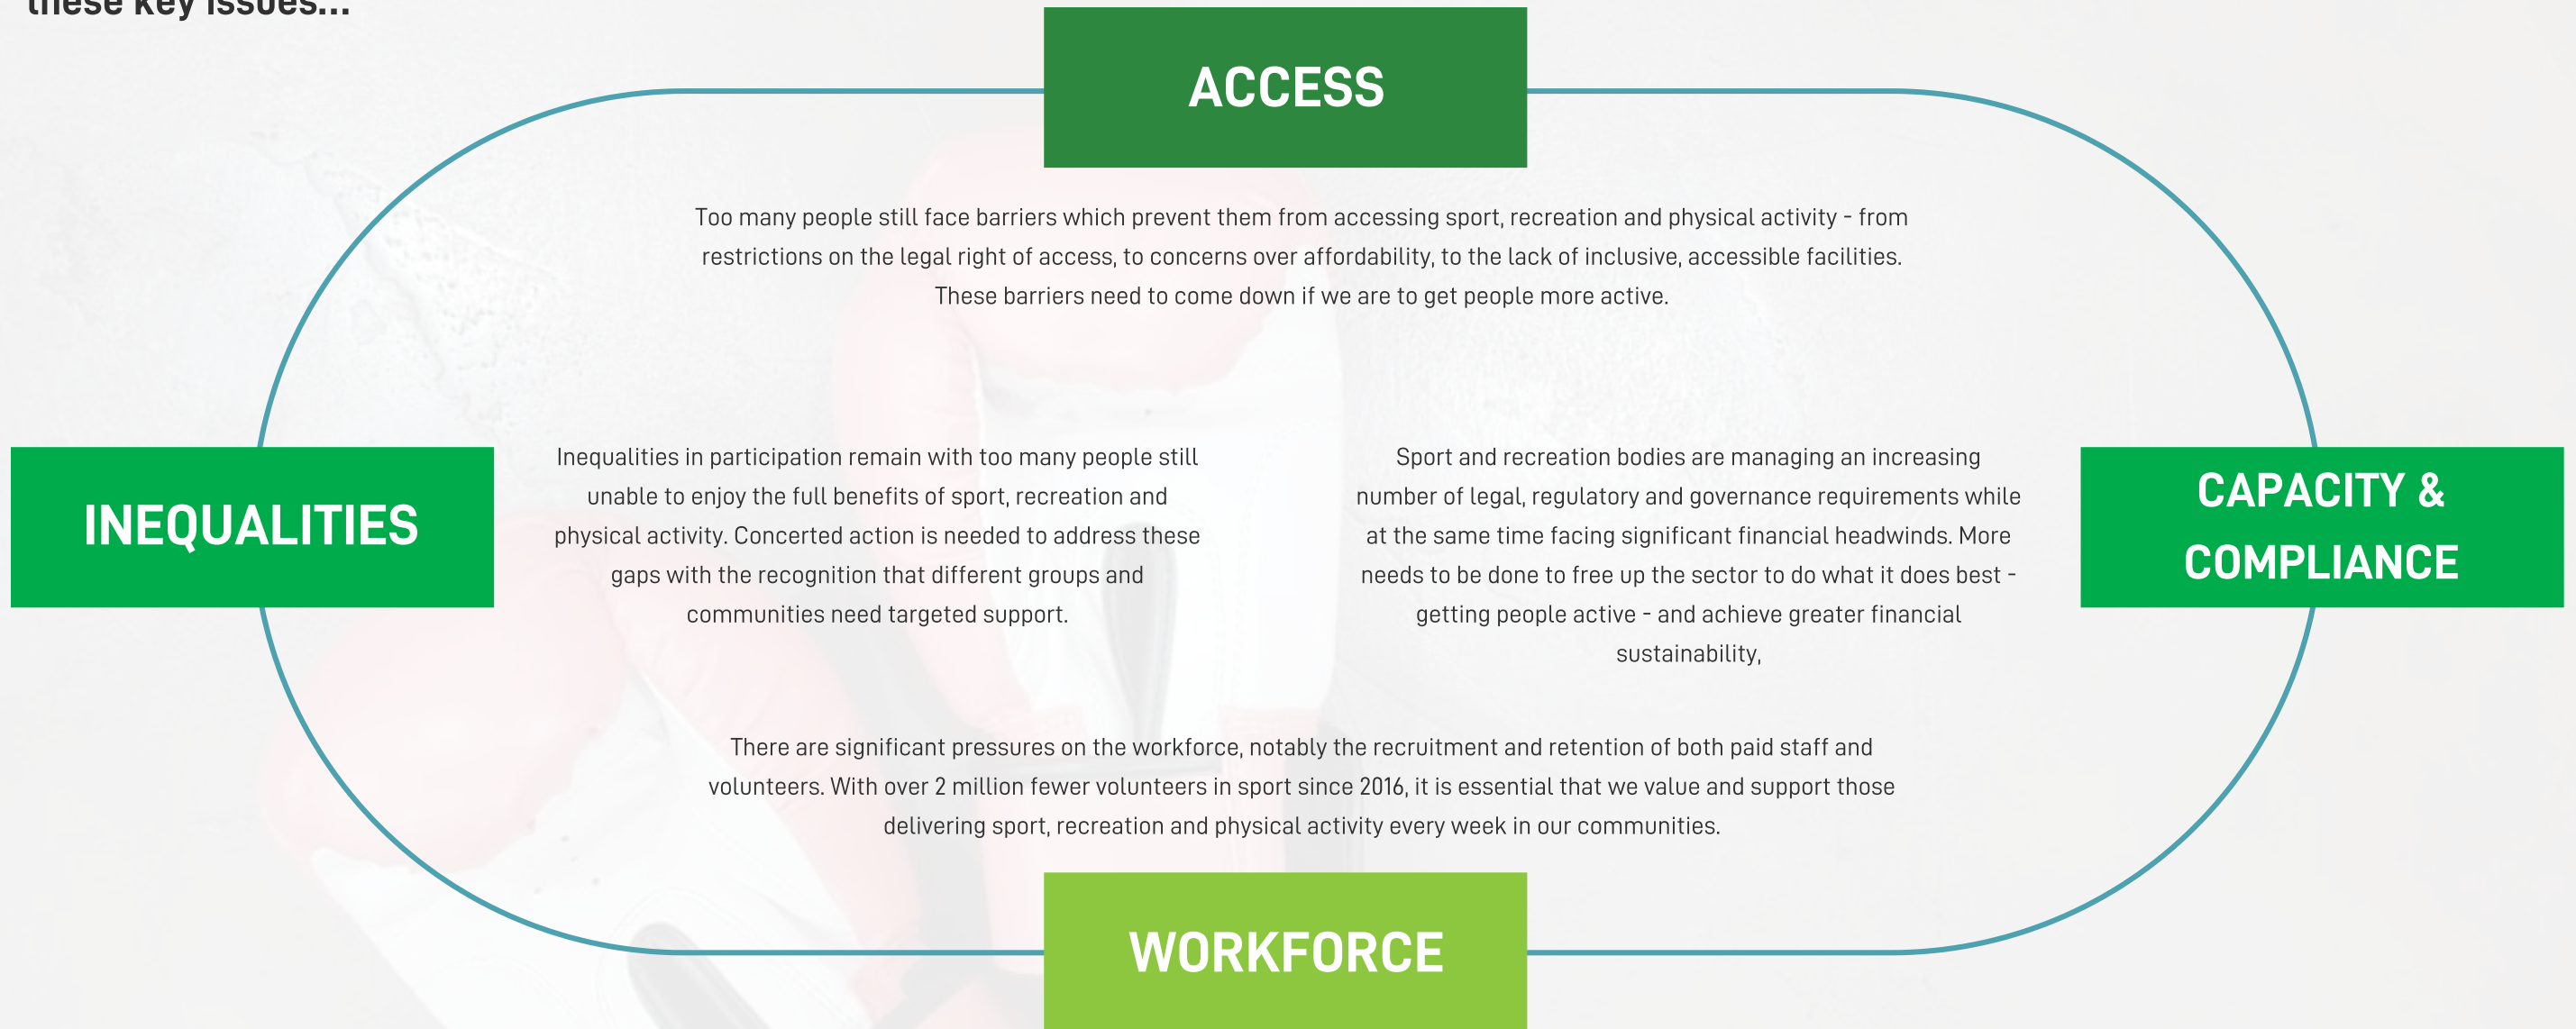 these key issues...
ACCESS
Too many people still face barriers which prevent them from accessing sport, recreation and physical activity - from
restrictions on the legal right of access, to concerns over affordability, to the lack of inclusive, accessible facilities.
These barriers need to come down if we are to get people more active.
INEQUALITIES
Inequalities in participation remain with too many people still
unable to enjoy the full benefits of sport, recreation and
physical activity. Concerted action is needed to address these
gaps with the recognition that different groups and
communities need targeted support.
Sport and recreation bodies are managing an increasing
number of legal, regulatory and governance requirements while
at the same time facing significant financial headwinds. More
needs to be done to free up the sector to do what it does best -
getting people active - and achieve greater financial
sustainability,
CAPACITY &
COMPLIANCE
There are significant pressures on the workforce, notably the recruitment and retention of both paid staff and
volunteers. With over 2 million fewer volunteers in sport since 2016, it is essential that we value and support those
delivering sport, recreation and physical activity every week in our communities.
WORKFORCE